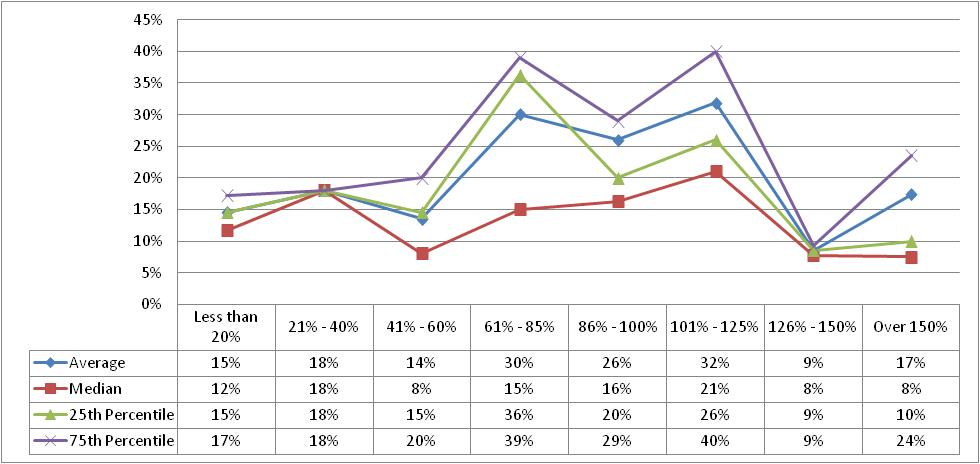 45%
40%
35%
30%
25%
20%
15%
10%
5%
0%
Less than 20% 21% - 40% 41% - 60% 61% - 85% 86% - 100% 101% - 125% 126% - 150% Over 150%
Average 15% 18% 14% 30% 26% 32% 9% 17%
Median 12% 18% 8% 15% 16% 21% 8% 8%
25th Percentile 15% 18% 15% 36% 20% 26% 9% 10%
75th Percentile 17% 18% 20% 39% 29% 40% 9% 24%